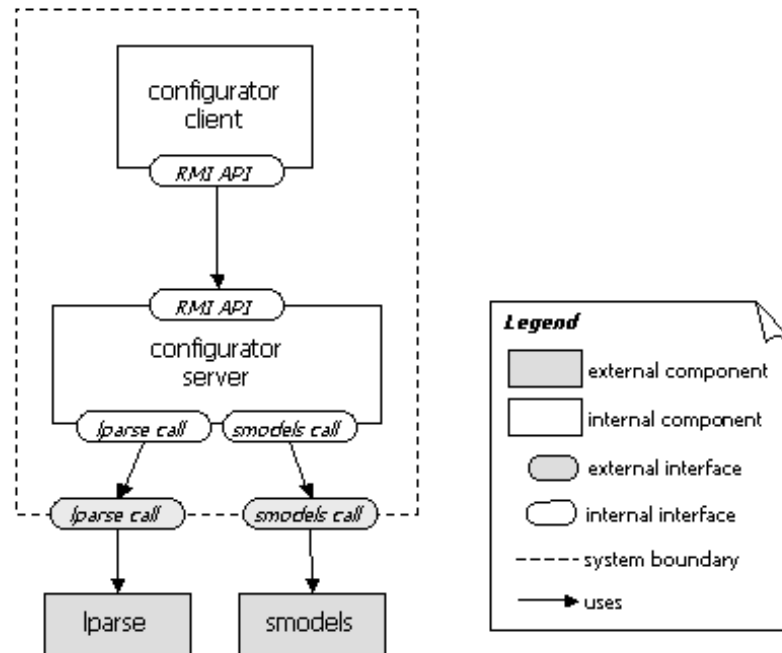 configurator
client
RMI API
RMI API
configurator
server
lparse call
smodels call
lparse call
smodels call
lparse
smodels
Legend
external component
internal component
external interface
internal interface
system boundary
uses